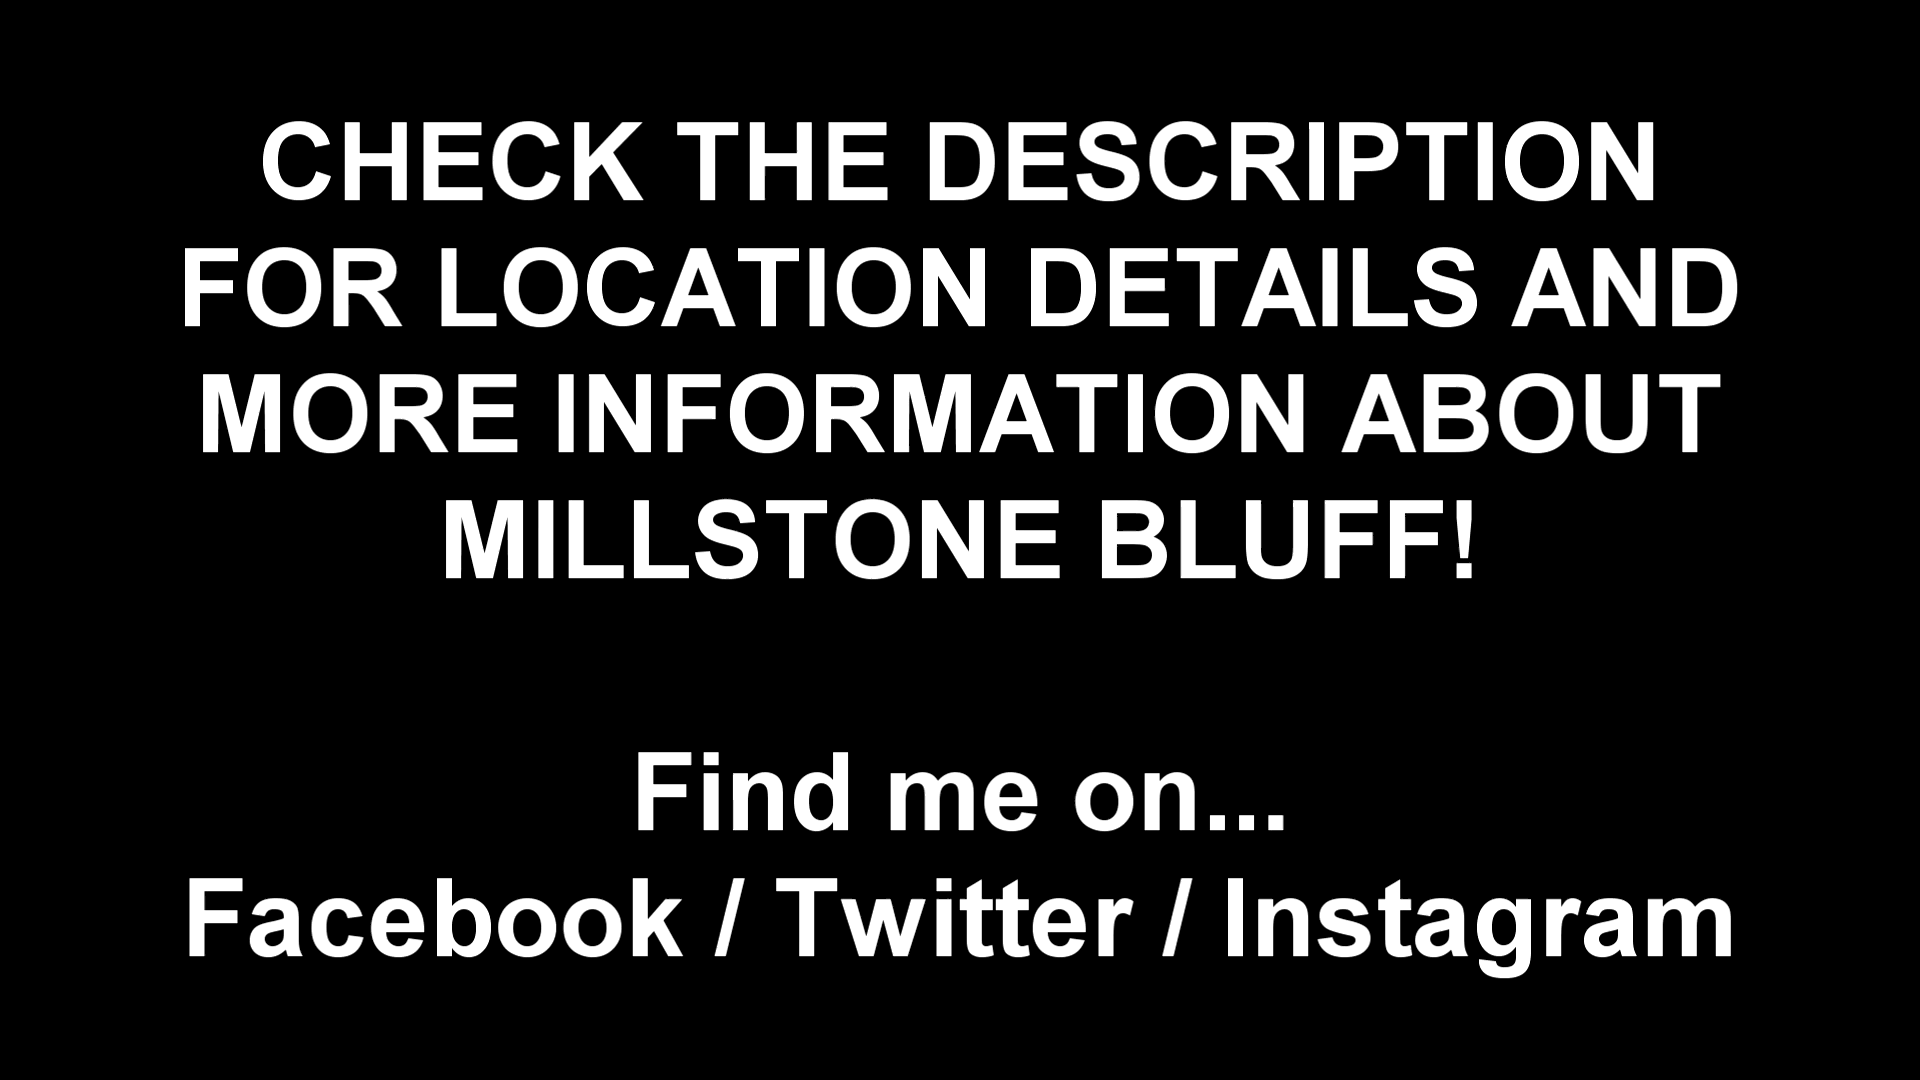 CHECK THE DESCRIPTION
FOR LOCATION DETAILS AND
MORE INFORMATION ABOUT
MILLSTONE BLUFF!
Find me on...
Facebook / Twitter / Instagram